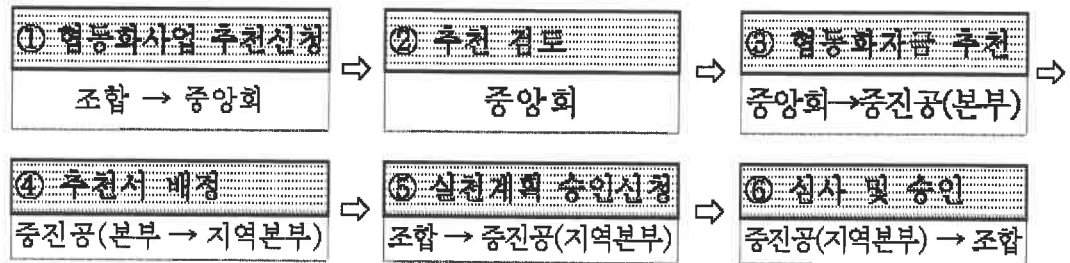 ① 협동화사업 추천신청
조합 → 중앙회
⇨
② 추천 검토
중앙회
⇨
③ 협동화자금 추천
중앙회→중진공(본부)
⇨
④ 추천서 배정
중진공(본부 → 지역본부)
⇨
⑤ 실천계획 승인신청
조합 → 중진공(지역본부)
⇨
⑥ 심사 및 승인
중진공(지역본부) → 조합